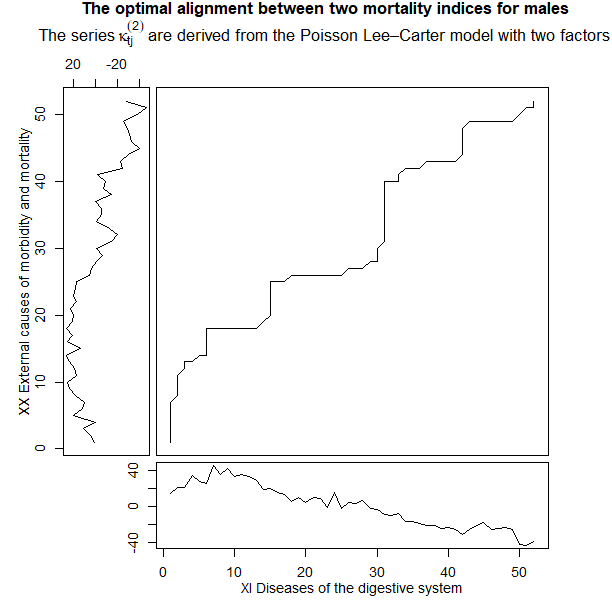 The optimal alignment between two mortality indices for males
The series κ_tj^(2) are derived from the Poisson Lee–Carter model with two factors
20 -20
XX External causes of morbidity and mortality
50
40
30
20
10
0
40
0
-40
0 10 20 30 40 50
XI Diseases of the digestive system